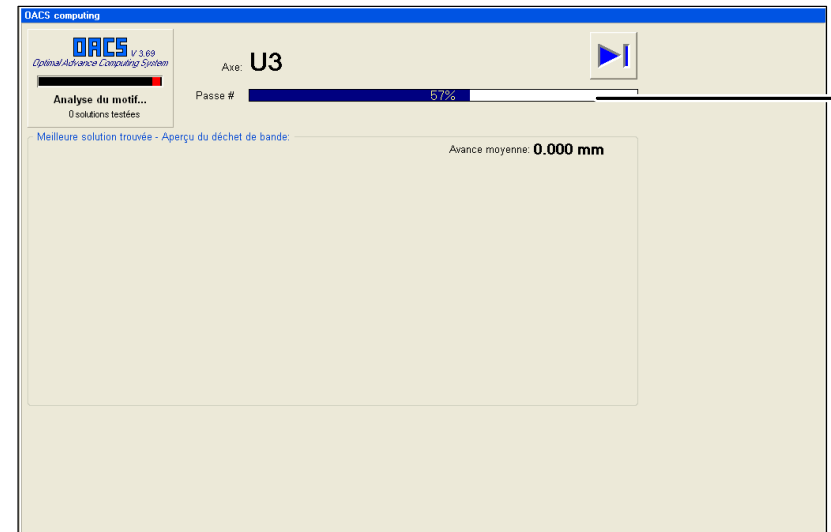 OACS computing
OACS V 3.69
Optimal Advance Computing System
Analyse du motif...
0 solutions testées
Axe: U3
Passe # 57%
Meilleure solution trouvée - Aperçu du déchet de bande:
Avance moyenne: 0.000 mm